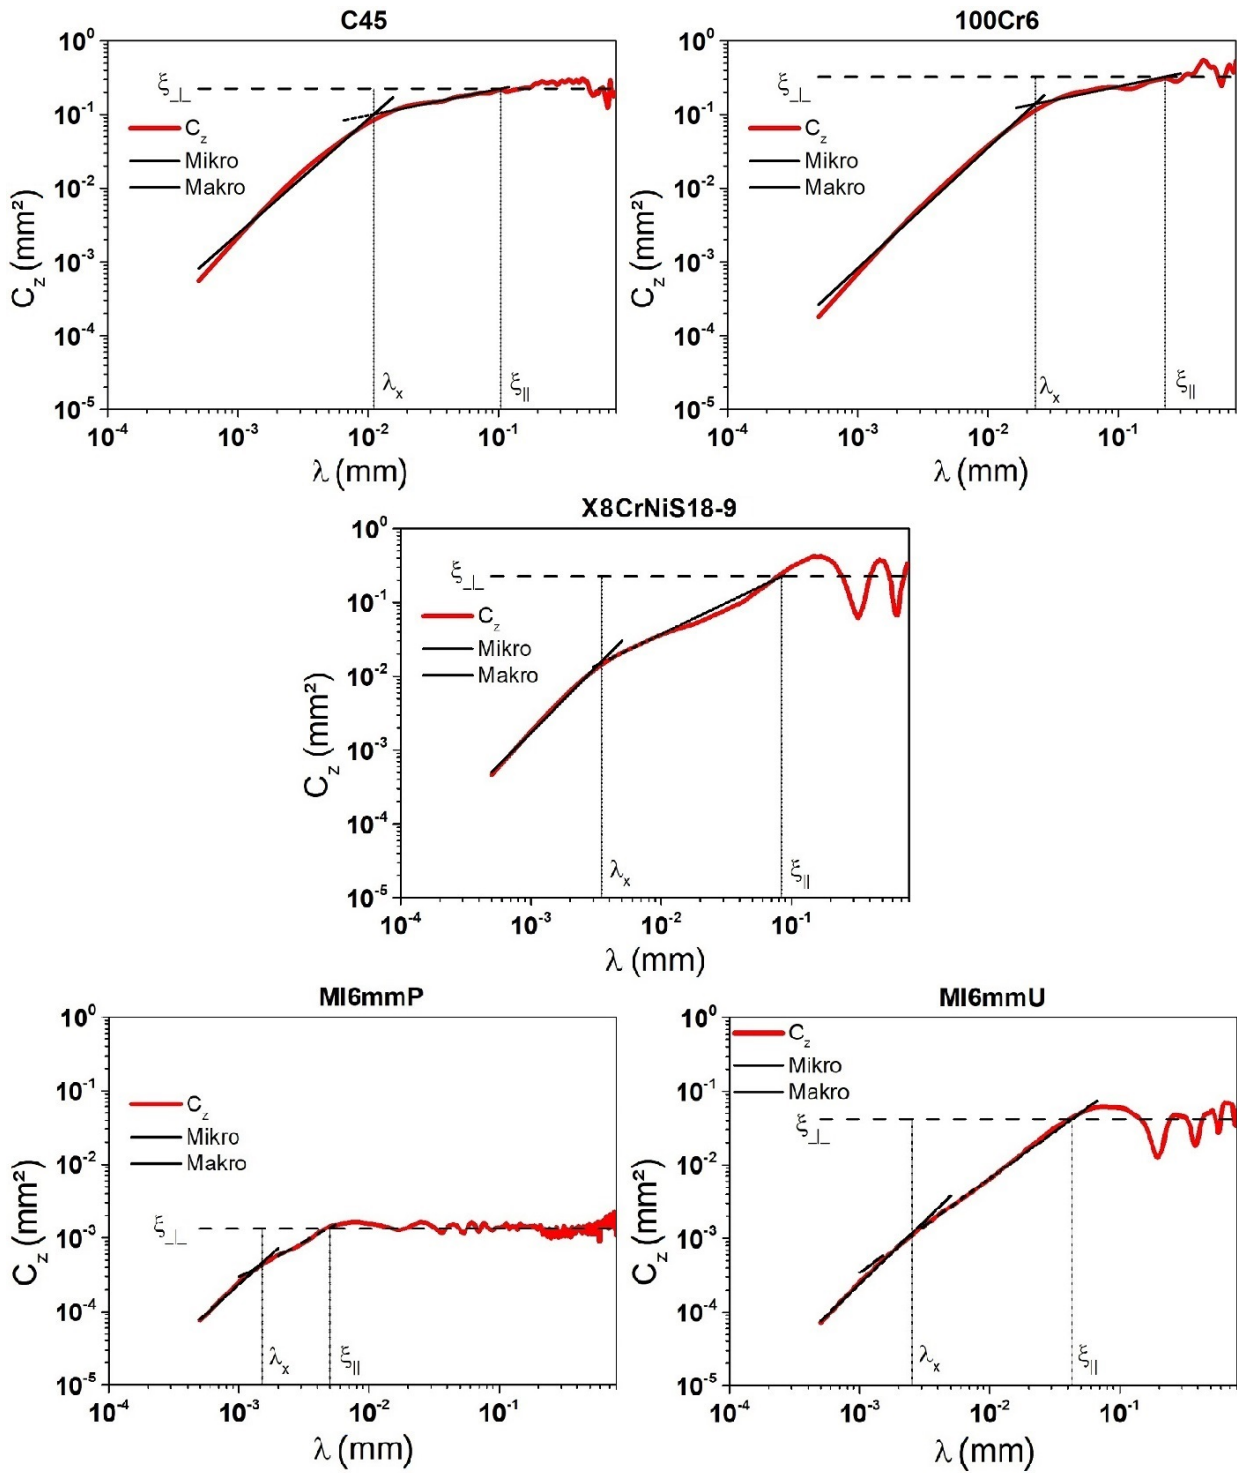 C45
10⁰
10⁻¹
10⁻²
10⁻³
10⁻⁴
10⁻⁵
C_z (mm²)
ξ_⊥
C_z
Mikro
Makro
λ_x
ξ_||
10⁻⁴
10⁻³
10⁻²
10⁻¹
λ (mm)
100Cr6
10⁰
10⁻¹
10⁻²
10⁻³
10⁻⁴
10⁻⁵
C_z (mm²)
ξ_⊥
C_z
Mikro
Makro
λ_x
ξ_||
10⁻⁴
10⁻³
10⁻²
10⁻¹
λ (mm)
X8CrNiS18-9
10⁰
10⁻¹
10⁻²
10⁻³
10⁻⁴
10⁻⁵
C_z (mm²)
ξ_⊥
C_z
Mikro
Makro
λ_x
ξ_||
10⁻⁴
10⁻³
10⁻²
10⁻¹
λ (mm)
MI6mmP
10⁰
10⁻¹
10⁻²
10⁻³
10⁻⁴
10⁻⁵
C_z (mm²)
C_z
Mikro
Makro
ξ_⊥
λ_x
ξ_||
10⁻⁴
10⁻³
10⁻²
10⁻¹
λ (mm)
MI6mmU
10⁰
10⁻¹
10⁻²
10⁻³
10⁻⁴
10⁻⁵
C_z (mm²)
C_z
Mikro
Makro
ξ_⊥
λ_x
ξ_||
10⁻⁴
10⁻³
10⁻²
10⁻¹
λ (mm)